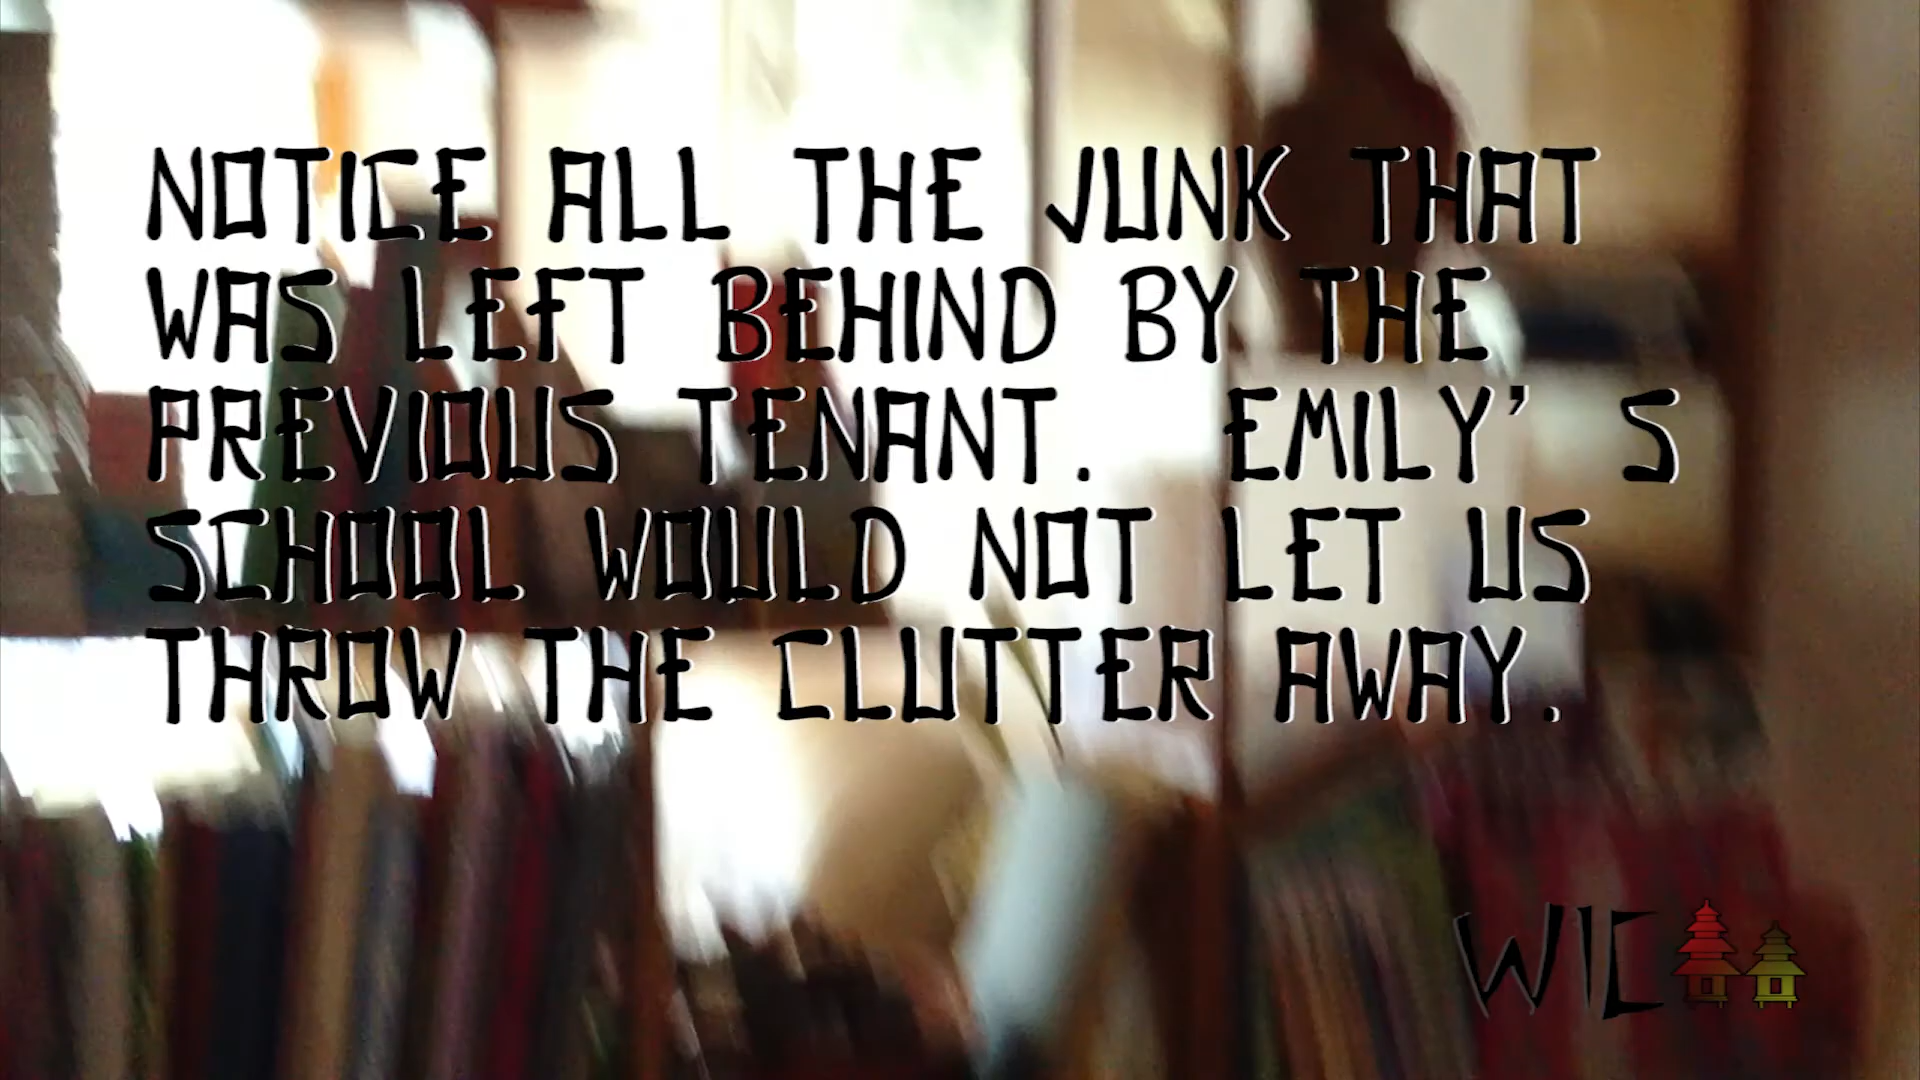 NOTICE ALL THE JUNK THAT
WAS LEFT BEHIND BY THE
PREVIOUS TENANT. EMILY'S
SCHOOL WOULD NOT LET US
THROW THE CLUTTER AWAY.
WIC